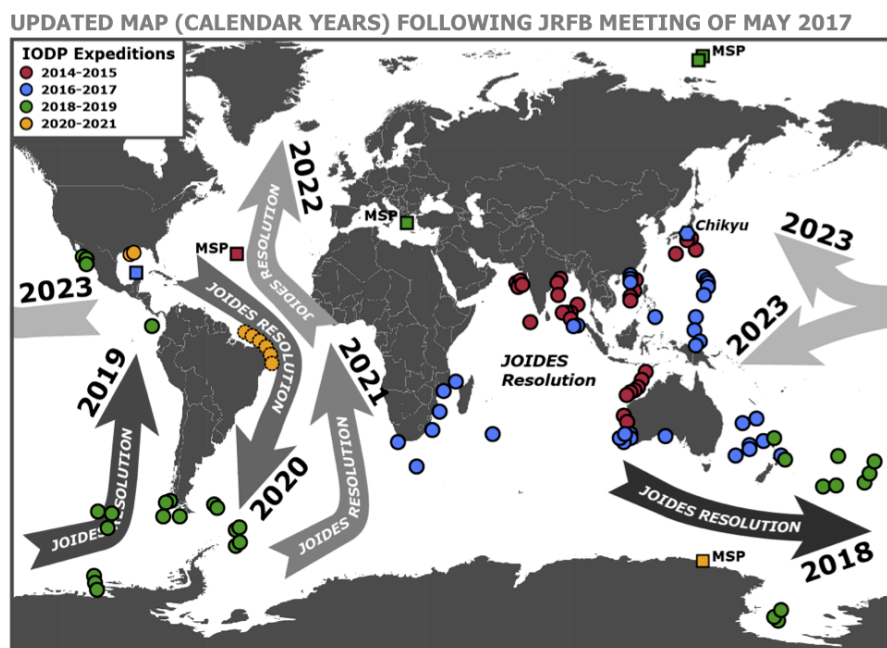 UPDATED MAP (CALENDAR YEARS) FOLLOWING JRFB MEETING OF MAY 2017
IODP Expeditions
2014-2015
2016-2017
2018-2019
2020-2021
MSP
2022
JOIDES RESOLUTION
MSP
MSP
Chikyu
2023
2023
JOIDES RESOLUTION
2023
JOIDES
Resolution
2019
2021
JOIDES RESOLUTION
2020
JOIDES RESOLUTION
JOIDES RESOLUTION
2018
MSP